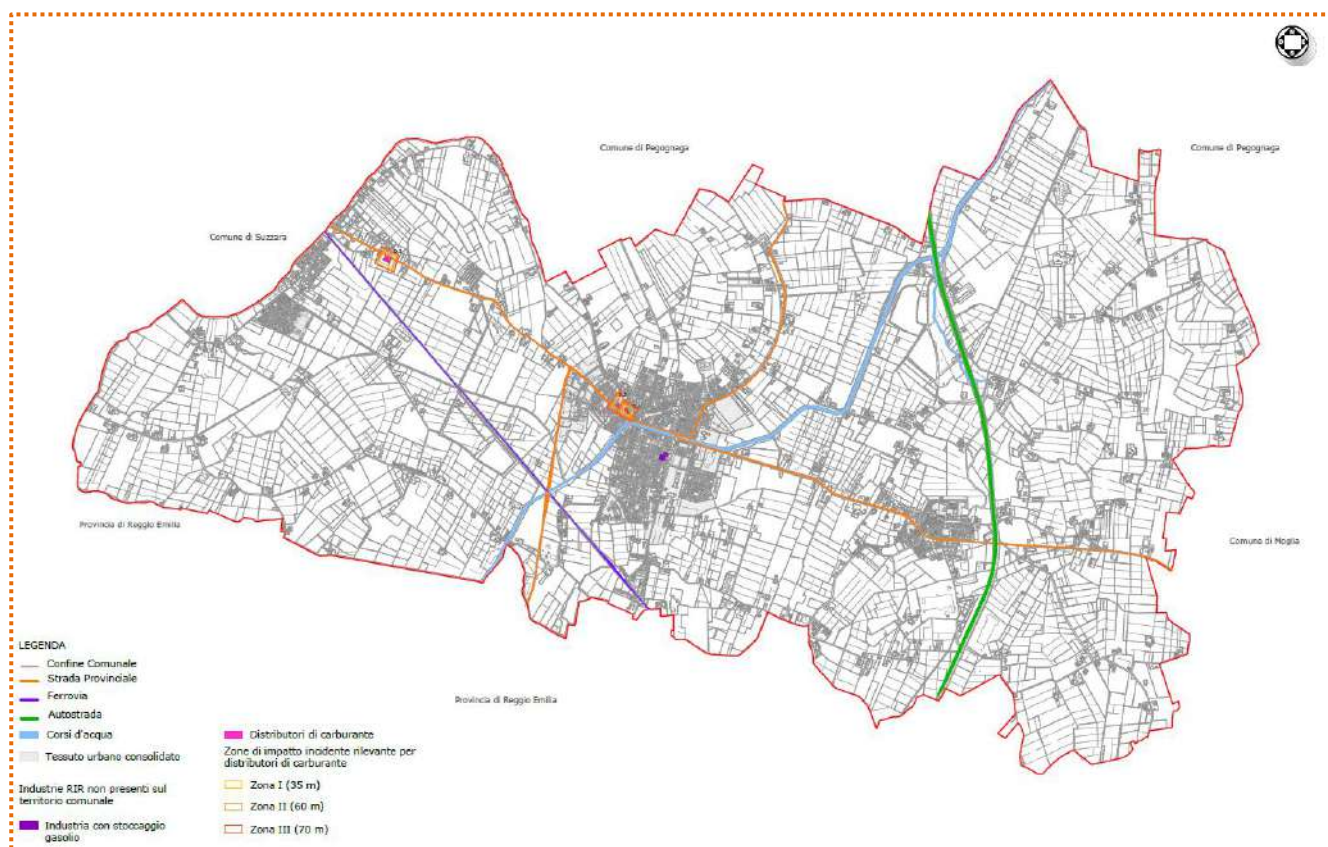 Comune di Pegognaga
Comune di Pegognaga
Comune di Suzzara
Provincia di Reggio Emilia
Comune di Moglia
Provincia di Reggio Emilia
LEGENDA
Confine Comunale
Strada Provinciale
Ferrovia
Autostrada
Corsi d'acqua
Tessuto urbano consolidato
Industrie RIR non presenti sul
territorio comunale
Industria con stoccaggio
gasolio
Distributori di carburante
Zone di impatto incidente rilevante per
distributori di carburante
Zona I (35 m)
Zona II (60 m)
Zona III (70 m)